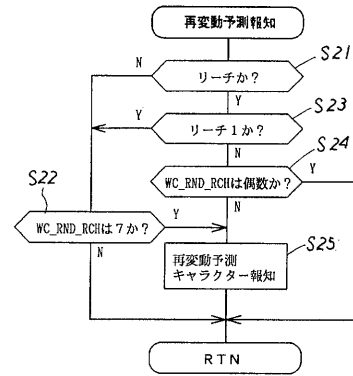 再変動予測報知
S21
N
リーチか?
Y
S23
Y
リーチ1か?
N
S24
WC_RND_RCHは偶数か?
Y
S22
N
WC_RND_RCHは7か?
Y
N
S25
再変動予測
キャラクター報知
RTN